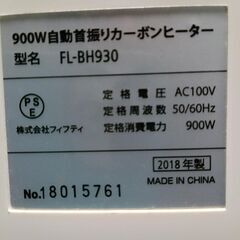 900W自動首振りカーボンヒーター
型名 FL-BH930
PS
E
定格電圧 AC100V
定格周波数 50/60Hz
定格消費電力 900W
株式会社フィフティ
2018年製
MADE IN CHINA
No.18015761